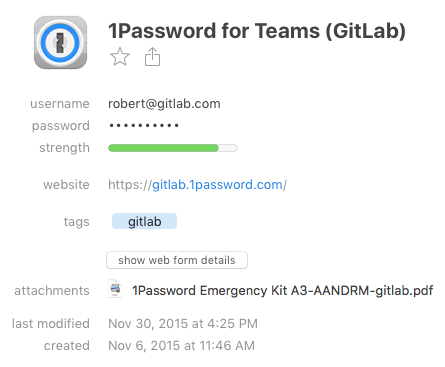 1Password for Teams (GitLab)
username robert@gitlab.com
password ••••••••••
strength
website https://gitlab.1password.com/
tags gitlab
show web form details
attachments 1Password Emergency Kit A3-AANDRM-gitlab.pdf
last modified Nov 30, 2015 at 4:25 PM
created Nov 6, 2015 at 11:46 AM